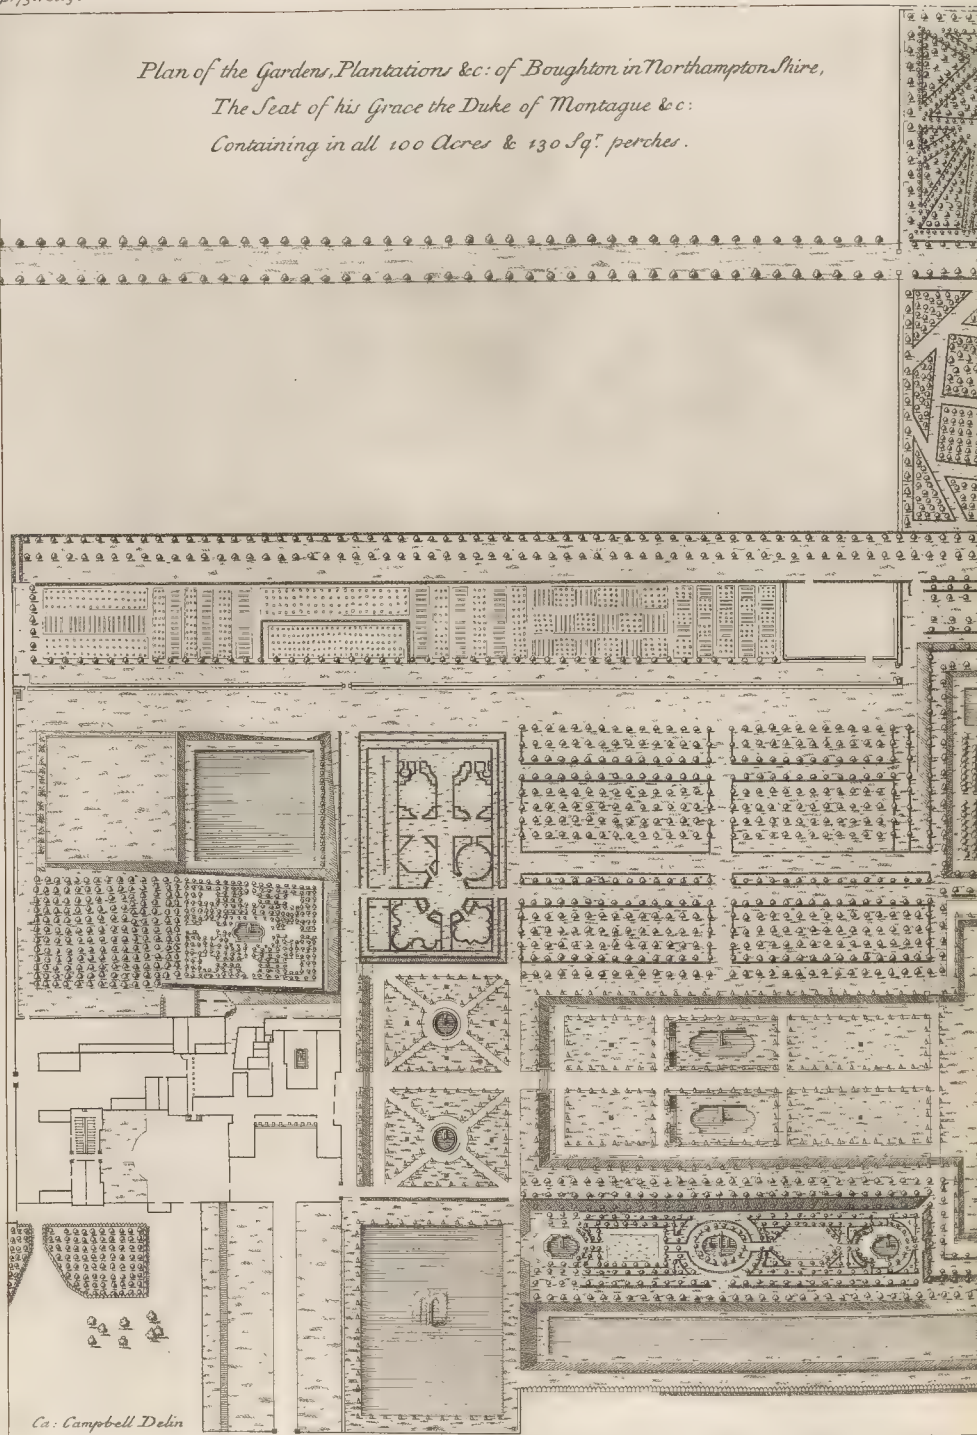 Plan of the Gardens, Plantations &c: of Boughton in Northampton Shire,
The Seat of his Grace the Duke of Montague &c:
Containing in all 100 Acres & 130 Sqr. perches.
Ca: Campbell Delin